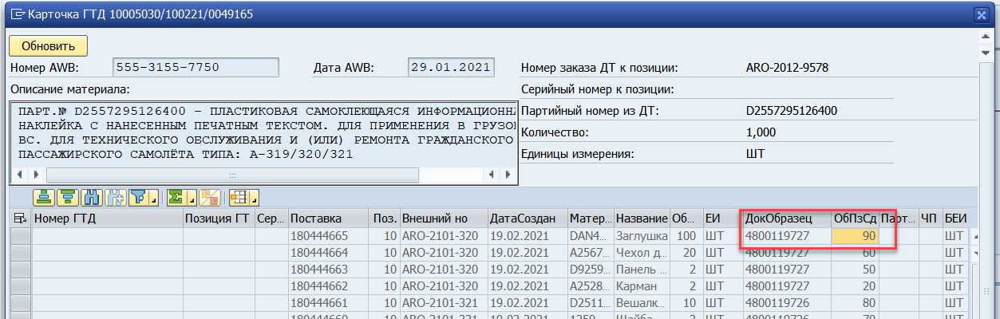 Карточка ГТД 10005030/100221/0049165
Обновить
Номер AWB: 555-3155-7750 Дата AWB: 29.01.2021 Номер заказа ДТ к позиции: ARO-2012-9578
Описание материала: Серийный номер к позиции:
ПАРТ.№ D2557295126400 - ПЛАСТИКОВАЯ САМОКЛЕЮЩАЯСЯ ИНФОРМАЦИОНН
Партийный номер из ДТ: D2557295126400
НАКЛЕЙКА С НАНЕСЕННЫМ ПЕЧАТНЫМ ТЕКСТОМ. ДЛЯ ПРИМЕНЕНИЯ В ГРУЗО
Количество: 1,000
ВС. ДЛЯ ТЕХНИЧЕСКОГО ОБСЛУЖИВАНИЯ И (ИЛИ) РЕМОНТА ГРАЖДАНСКОГО
Единицы измерения: ШТ
ПАССАЖИРСКОГО САМОЛЁТА ТИПА: А-319/320/321
Номер ГТД Позиция ГТ Сер... Поставка Поз. Внешний но ДатаСоздан Матер... Название Об... ЕИ ДокОбразец ОбПзСд Парт... ЧП БЕИ
180444665 10 ARO-2101-320 19.02.2021 DAN4... Заглушка 100 ШТ 4800119727 90 ШТ
180444664 10 ARO-2101-320 19.02.2021 A2567... Чехол д... 20 ШТ 4800119727 60 ШТ
180444663 10 ARO-2101-320 19.02.2021 D9259... Панель ... 2 ШТ 4800119727 50 ШТ
180444662 10 ARO-2101-320 19.02.2021 A2528... Карман 2 ШТ 4800119727 20 ШТ
180444661 10 ARO-2101-321 19.02.2021 D2511... Вешалк... 10 ШТ 4800119726 80 ШТ
180444660 10 ARO-2101-321 19.02.2021 1250... Шайба 2 ШТ 4800119726 70 ШТ